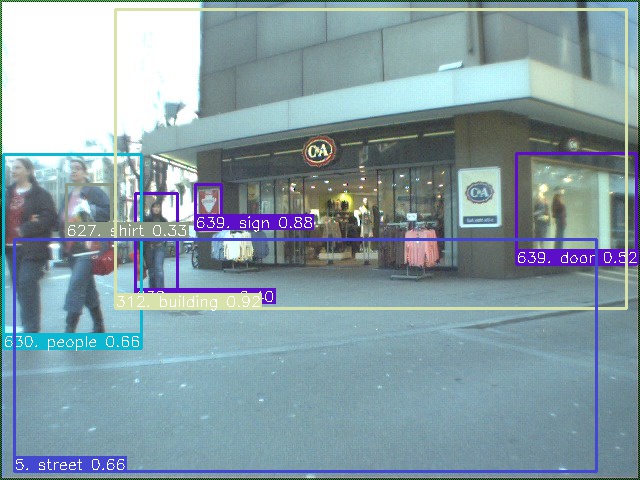 C&A
C&A
639. sign 0.88
627. shirt 0.33
639. door 0.52
312. building 0.92
630. people 0.66
5. street 0.66